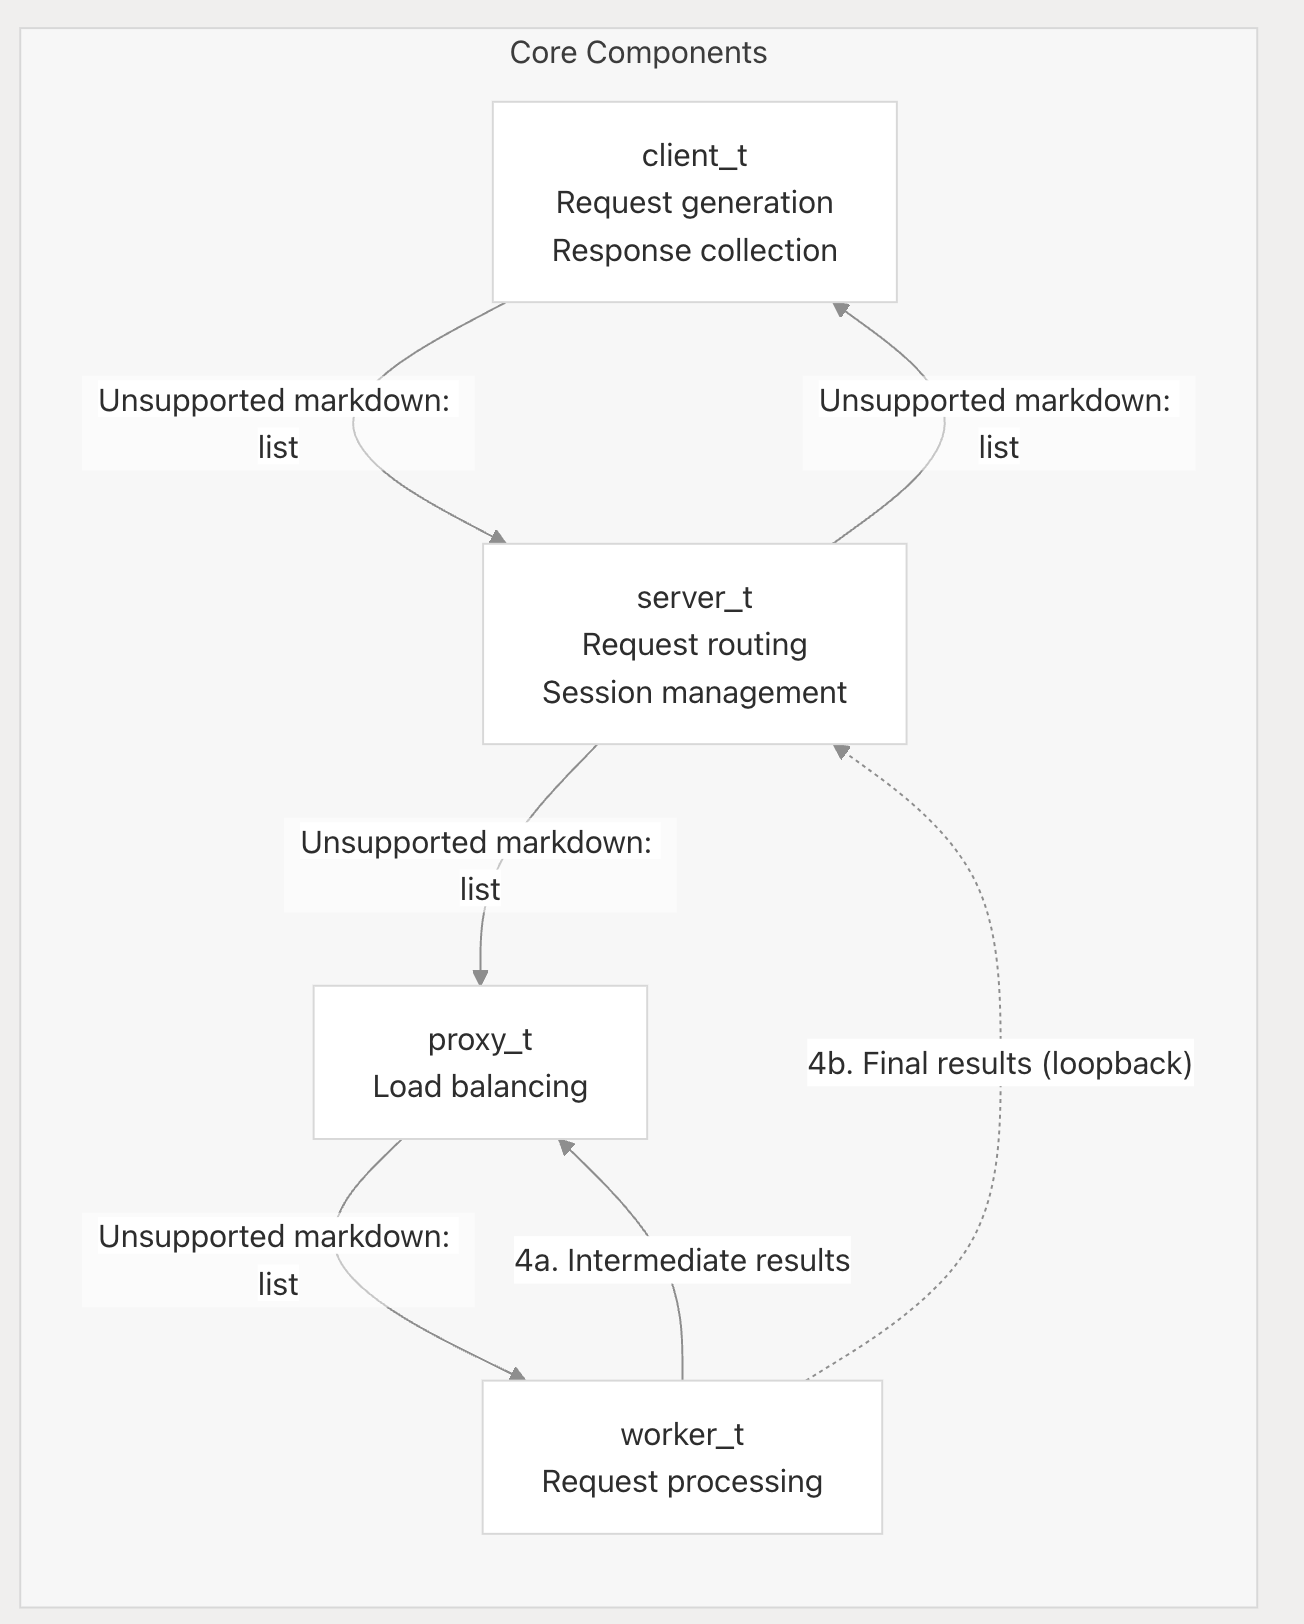 Core Components
client_t
Request generation
Response collection
Unsupported markdown:
list
Unsupported markdown:
list
server_t
Request routing
Session management
Unsupported markdown:
list
proxy_t
Load balancing
4b. Final results (loopback)
Unsupported markdown:
list
4a. Intermediate results
worker_t
Request processing